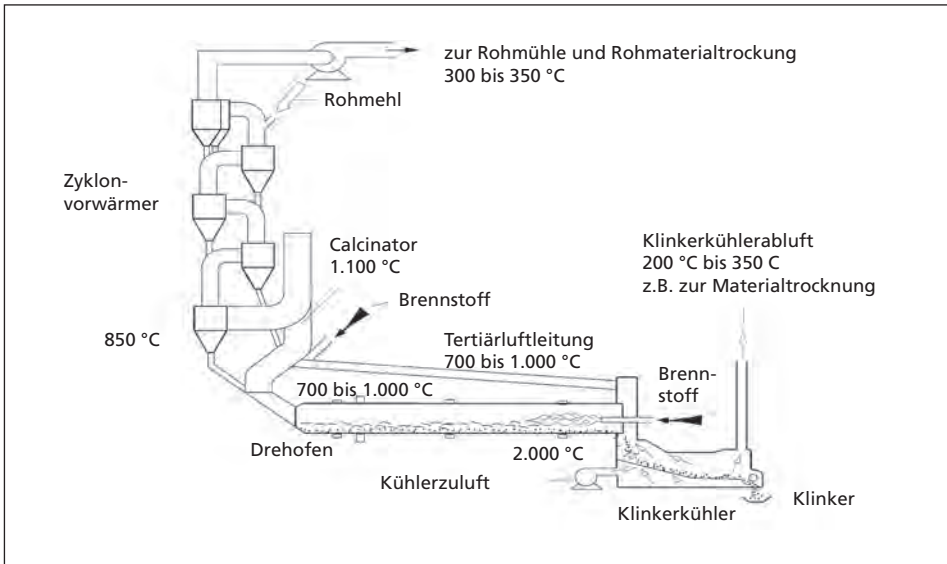 zur Rohmühle und Rohmaterialtrockung
300 bis 350 °C
Rohmehl
Zyklon-
vorwärmer
Calcinator
1.100 °C
Klinkerkühlerabluft
200 °C bis 350 C
z.B. zur Materialtrocknung
Brennstoff
850 °C
Tertiärluftleitung
700 bis 1.000 °C
700 bis 1.000 °C
Brenn-
stoff
Drehofen
2.000 °C
Kühlerzuluft
Klinkerkühler
Klinker